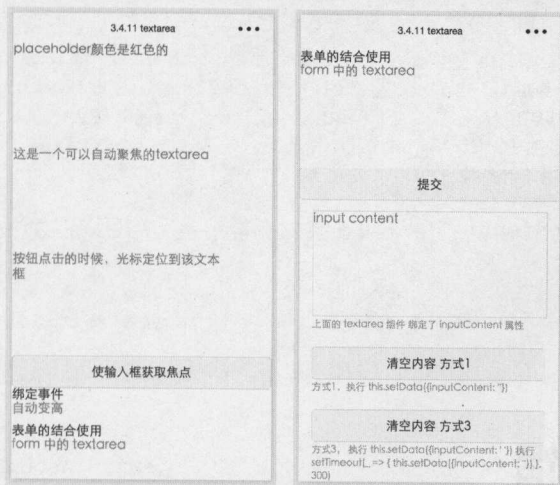 3.4.11 textarea
placeholder颜色是红色的
这是一个可以自动聚焦的textarea
按钮点击的时候，光标定位到该文本
框
使输入框获取焦点
绑定事件
自动变高
表单的结合使用
form 中的 textarea
3.4.11 textarea
表单的结合使用
form 中的 textarea
提交
input content
上面的 textarea 组件 绑定了 inputContent 属性
清空内容 方式1
方式1，执行 this.setData({inputContent: ''})
清空内容 方式3
方式3， 执行 this.setData({inputContent: ' '}) 执行
setTimeout(_ => { this.setData({inputContent: ''}) },
300)